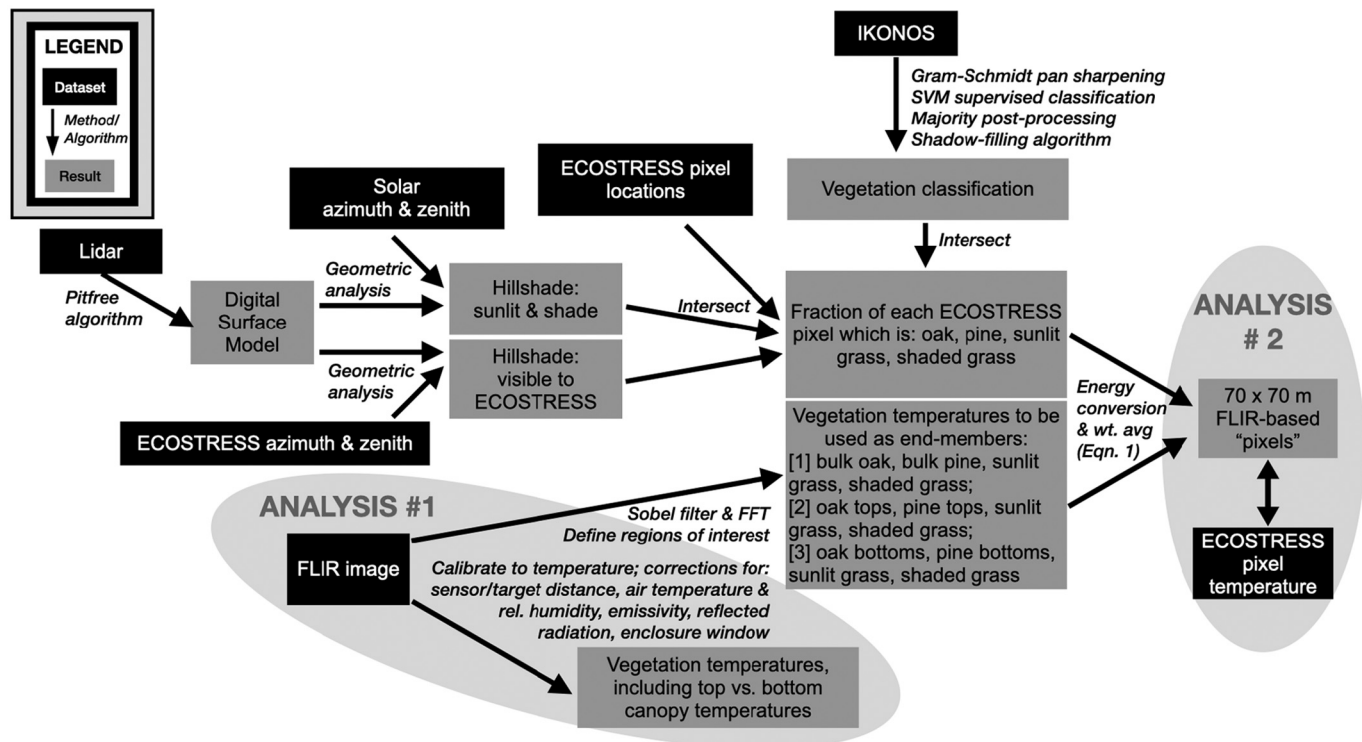 LEGEND
Dataset
Method/
Algorithm
Result
IKONOS
Gram-Schmidt pan sharpening
SVM supervised classification
Majority post-processing
Shadow-filling algorithm
ECOSTRESS pixel
locations
Vegetation classification
Solar
azimuth & zenith
Intersect
Lidar
Pitfree
algorithm
Digital
Surface
Model
Geometric
analysis
Hillshade:
sunlit & shade
Intersect
Geometric
analysis
Hillshade:
visible to
ECOSTRESS
ECOSTRESS azimuth & zenith
Fraction of each ECOSTRESS
pixel which is: oak, pine, sunlit
grass, shaded grass
Vegetation temperatures to be
used as end-members:
[1] bulk oak, bulk pine, sunlit
grass, shaded grass;
[2] oak tops, pine tops, sunlit
grass, shaded grass;
[3] oak bottoms, pine bottoms,
sunlit grass, shaded grass
Energy
conversion
& wt. avg
(Eqn. 1)
ANALYSIS
# 2
70 x 70 m
FLIR-based
“pixels”
ECOSTRESS
pixel
temperature
ANALYSIS #1
FLIR image
Sobel filter & FFT
Define regions of interest
Calibrate to temperature; corrections for:
sensor/target distance, air temperature &
rel. humidity, emissivity, reflected
radiation, enclosure window
Vegetation temperatures,
including top vs. bottom
canopy temperatures